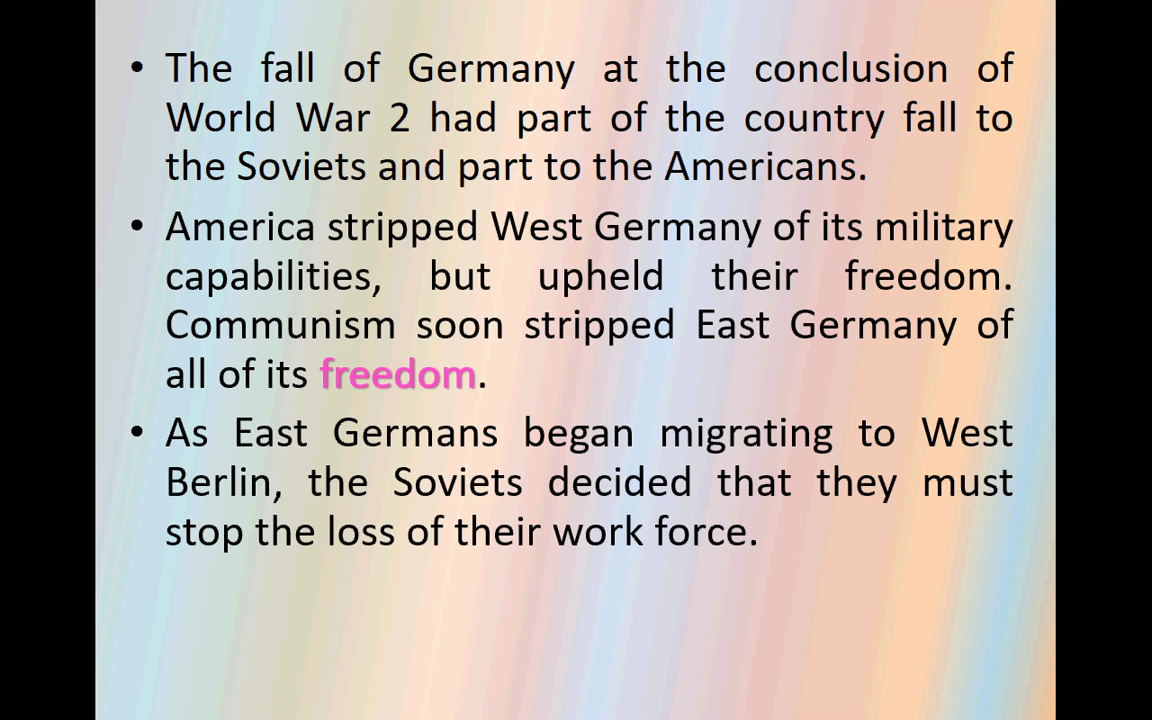 • The fall of Germany at the conclusion of
World War 2 had part of the country fall to
the Soviets and part to the Americans.
• America stripped West Germany of its military
capabilities, but upheld their freedom.
Communism soon stripped East Germany of
all of its freedom.
• As East Germans began migrating to West
Berlin, the Soviets decided that they must
stop the loss of their work force.